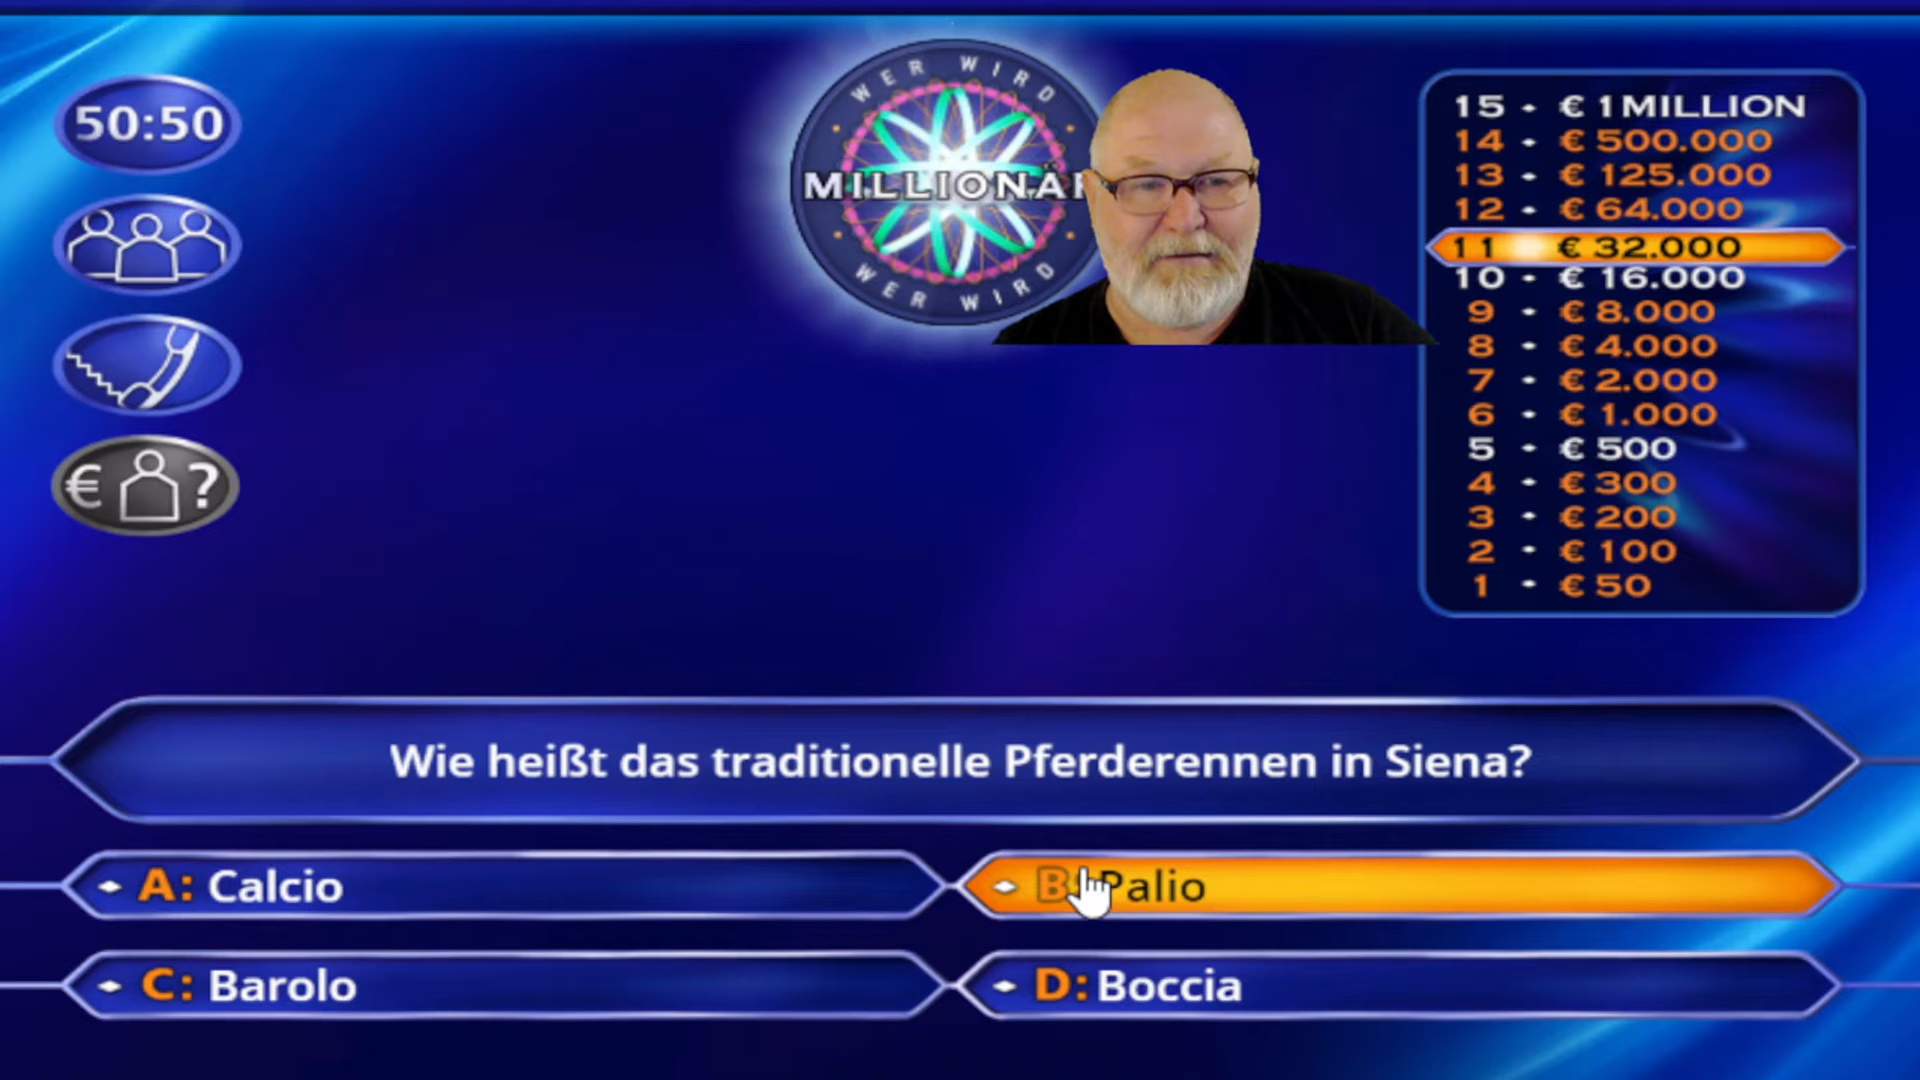 50:50
€ ?
WER WIRD
MILLIONÄR
WER WIRD
15 • € 1 MILLION
14 • € 500.000
13 • € 125.000
12 • € 64.000
11 € 32.000
10 • € 16.000
9 • € 8.000
8 • € 4.000
7 • € 2.000
6 • € 1.000
5 • € 500
4 • € 300
3 • € 200
2 • € 100
1 • € 50
Wie heißt das traditionelle Pferderennen in Siena?
A: Calcio
B: Palio
C: Barolo
D: Boccia